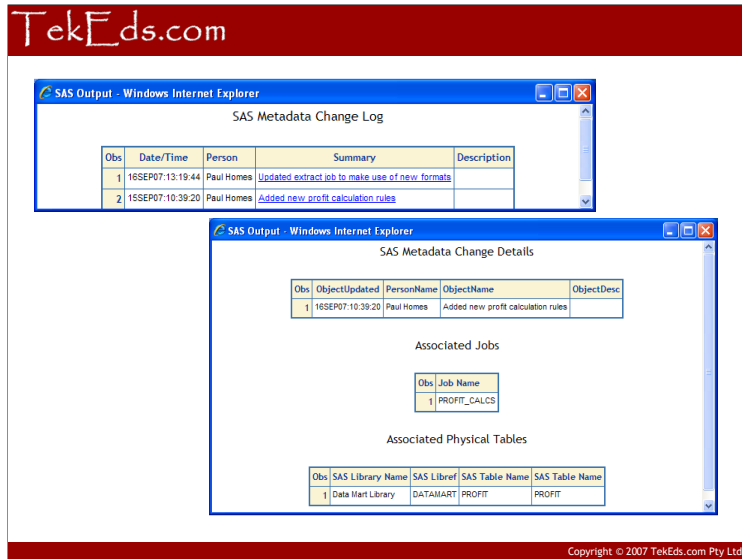 TekEds.com
SAS Output - Windows Internet Explorer
SAS Metadata Change Log
Obs Date/Time Person Summary Description
1 16SEP07:13:19:44 Paul Homes Updated extract job to make use of new formats
2 15SEP07:10:39:20 Paul Homes Added new profit calculation rules
SAS Output - Windows Internet Explorer
SAS Metadata Change Details
Obs ObjectUpdated PersonName ObjectName ObjectDesc
1 16SEP07:10:39:20 Paul Homes Added new profit calculation rules
Associated Jobs
Obs Job Name
1 PROFIT_CALCS
Associated Physical Tables
Obs SAS Library Name SAS Libref SAS Table Name SAS Table Name
1 Data Mart Library DATAMART PROFIT PROFIT
Copyright © 2007 TekEds.com Pty Ltd